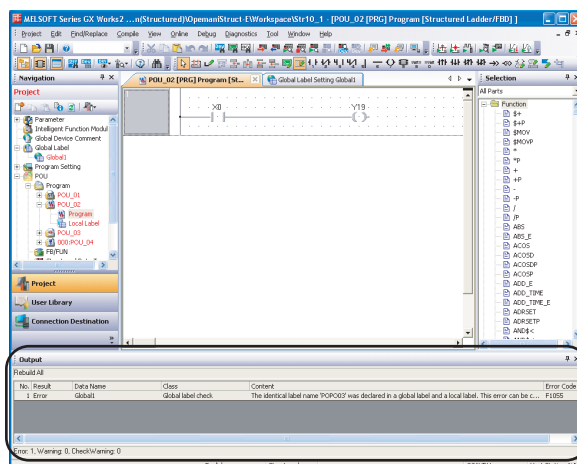 MELSOFT Series GX Works2 ...n(Structured)\OpemaniStruct-E\Workspace\Str10_1 - [POU_02 [PRG] Program [Structured Ladder/FBD] ]
Project Edit Find/Replace Compile View Online Debug Diagnostics Tool Window Help
Navigation
Project
Parameter
Intelligent Function Modul
Global Device Comment
Global Label
Global1
Program Setting
POU
Program
POU_01
POU_02
Program
Local Label
POU_03
000:POU_04
FB/FUN
Project
User Library
Connection Destination
POU_02 [PRG] Program [St...
Global Label Setting Global1
X0 Y19
Selection
All Parts
Function
$+
$+P
$MOV
$MOVP
*
*P
+
+P
-
-P
/
/P
ABS
ABS_E
ACOS
ACOSD
ACOSDP
ACOSP
ADD_E
ADD_TIME
ADD_TIME_E
ADRSET
ADRSETP
AND$<
Output
Rebuild All
No. Result Data Name Class Content Error Code
1 Error Global1 Global label check The identical label name 'POPO03' was declared in a global label and a local label. This error can be c... F1055
Error: 1, Warning: 0, CheckWarning: 0